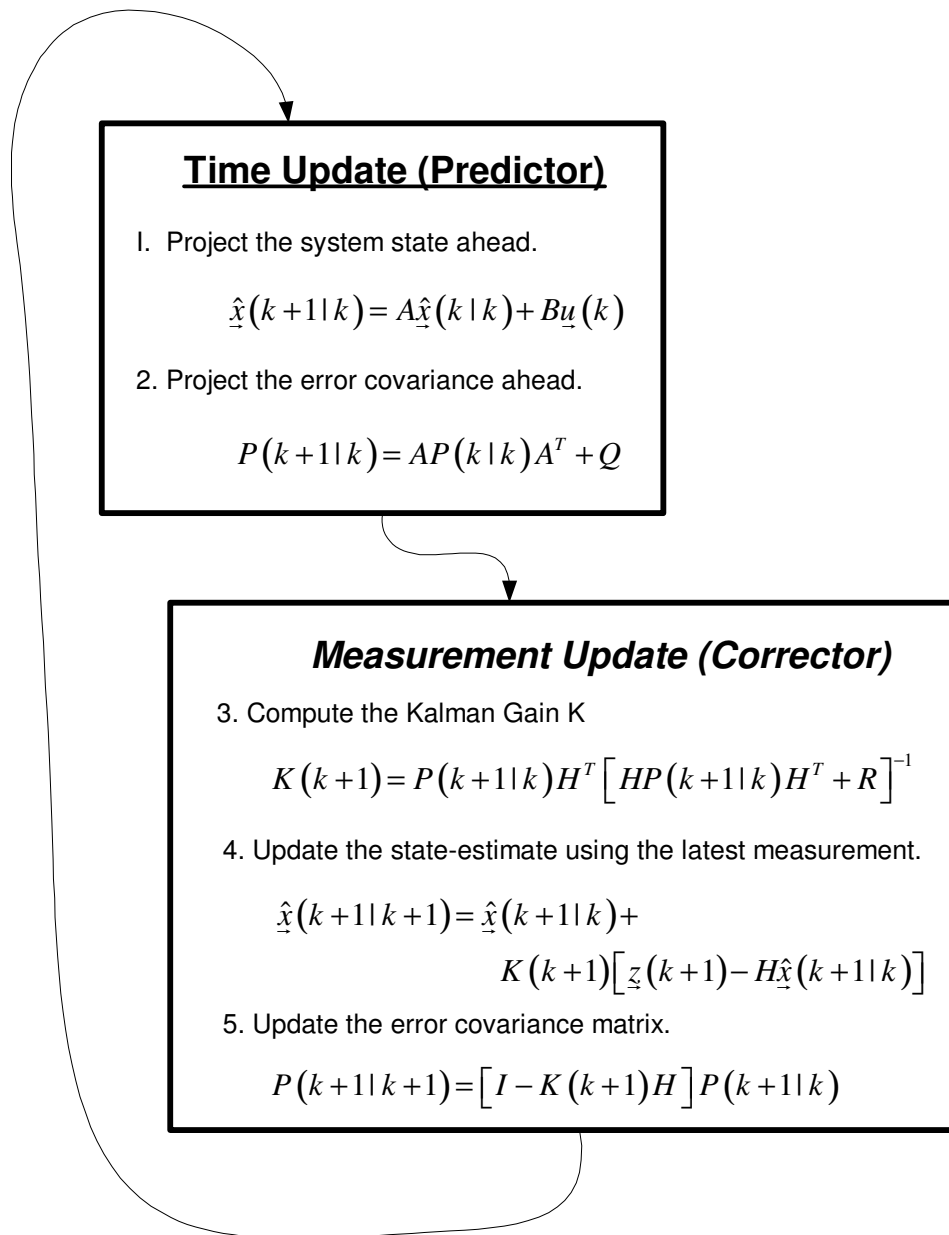 Time Update (Predictor)
I. Project the system state ahead.
x̂(k+1|k) = Ax̂(k|k) + Bu(k)
2. Project the error covariance ahead.
P(k+1|k) = AP(k|k)Aᵀ + Q
Measurement Update (Corrector)
3. Compute the Kalman Gain K
K(k+1) = P(k+1|k)Hᵀ[HP(k+1|k)Hᵀ + R]⁻¹
4. Update the state-estimate using the latest measurement.
x̂(k+1|k+1) = x̂(k+1|k) +
K(k+1)[z(k+1) − Hx̂(k+1|k)]
5. Update the error covariance matrix.
P(k+1|k+1) = [I − K(k+1)H]P(k+1|k)